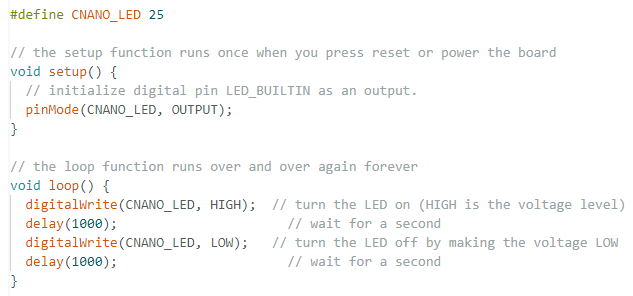 #define CNANO_LED 25
// the setup function runs once when you press reset or power the board
void setup() {
// initialize digital pin LED_BUILTIN as an output.
pinMode(CNANO_LED, OUTPUT);
}
// the loop function runs over and over again forever
void loop() {
digitalWrite(CNANO_LED, HIGH);  // turn the LED on (HIGH is the voltage level)
delay(1000);                      // wait for a second
digitalWrite(CNANO_LED, LOW);   // turn the LED off by making the voltage LOW
delay(1000);                      // wait for a second
}